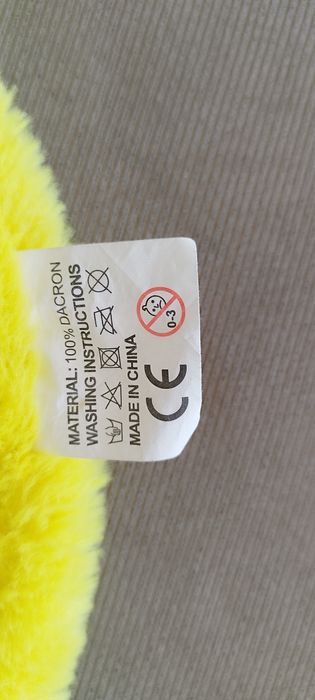 MATERIAL: 100% DACRON
WASHING INSTRUCTIONS
MADE IN CHINA
CE
0-3